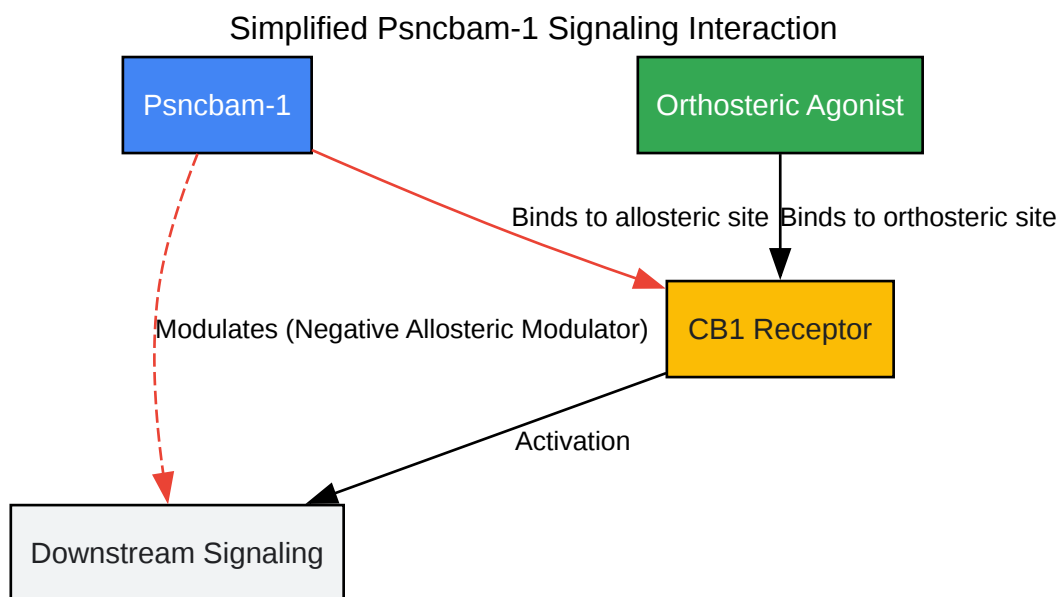 Simplified Psncbam-1 Signaling Interaction
Psncbam-1
Orthosteric Agonist
Binds to allosteric site
Binds to orthosteric site
Modulates (Negative Allosteric Modulator)
CB1 Receptor
Activation
Downstream Signaling